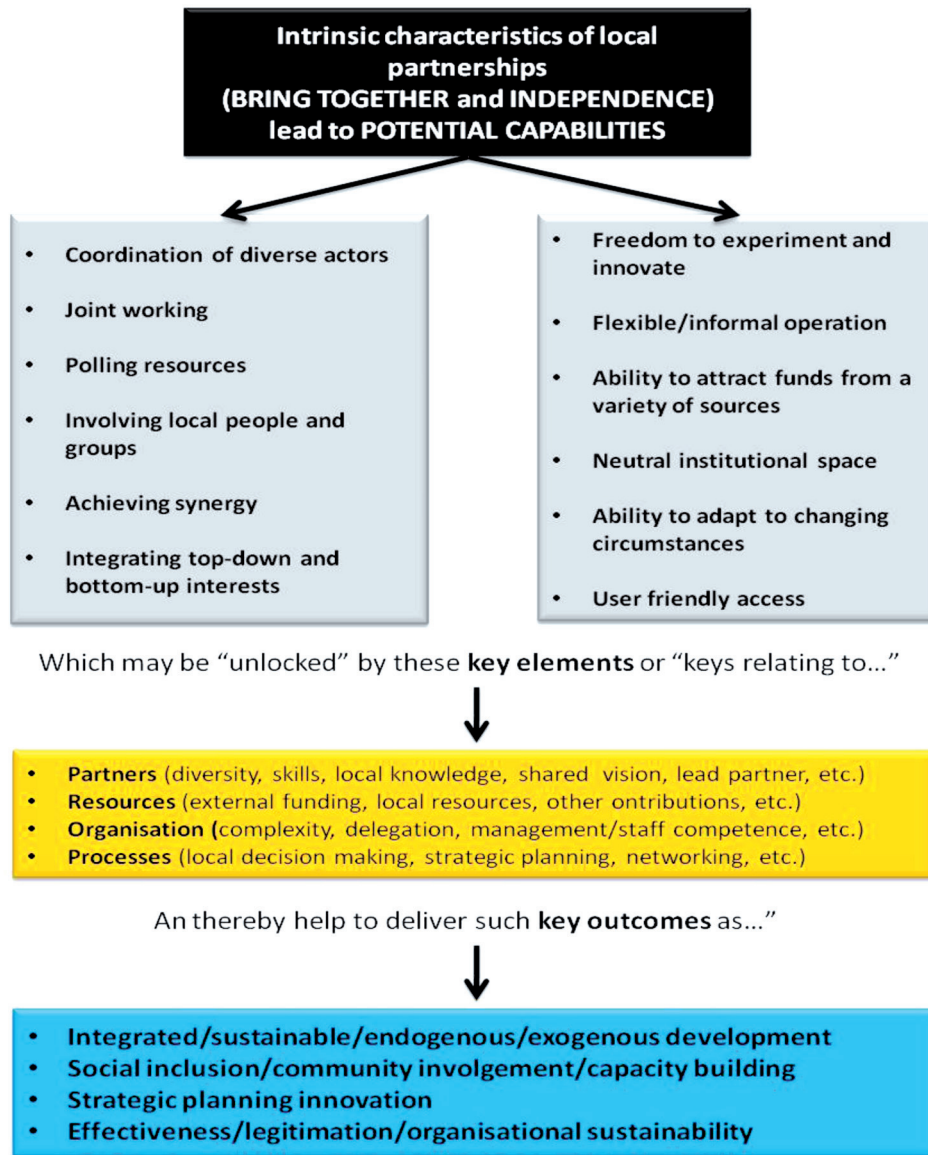 Intrinsic characteristics of local
partnerships
(BRING TOGETHER and INDEPENDENCE)
lead to POTENTIAL CAPABILITIES
• Coordination of diverse actors
• Joint working
• Polling resources
• Involving local people and
groups
• Achieving synergy
• Integrating top-down and
bottom-up interests
• Freedom to experiment and
innovate
• Flexible/informal operation
• Ability to attract funds from a
variety of sources
• Neutral institutional space
• Ability to adapt to changing
circumstances
• User friendly access
Which may be “unlocked” by these key elements or “keys relating to...”
• Partners (diversity, skills, local knowledge, shared vision, lead partner, etc.)
• Resources (external funding, local resources, other ontributions, etc.)
• Organisation (complexity, delegation, management/staff competence, etc.)
• Processes (local decision making, strategic planning, networking, etc.)
An thereby help to deliver such key outcomes as...”
• Integrated/sustainable/endogenous/exogenous development
• Social inclusion/community involgement/capacity building
• Strategic planning innovation
• Effectiveness/legitimation/organisational sustainability